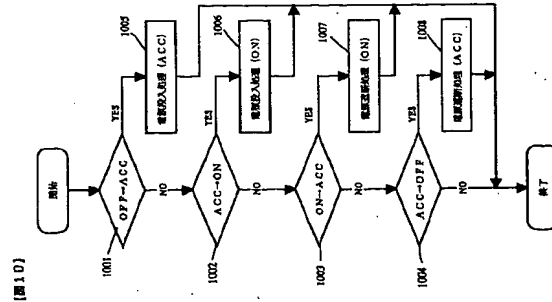 【図10】
開始
1001
OFF→ACC
YES
1005
電源投入処理(ACC)
NO
1002
ACC→ON
YES
1006
電源投入処理(ON)
NO
1003
ON→ACC
YES
1007
電源遮断処理(ON)
NO
1004
ACC→OFF
YES
1008
電源遮断処理(ACC)
NO
終了